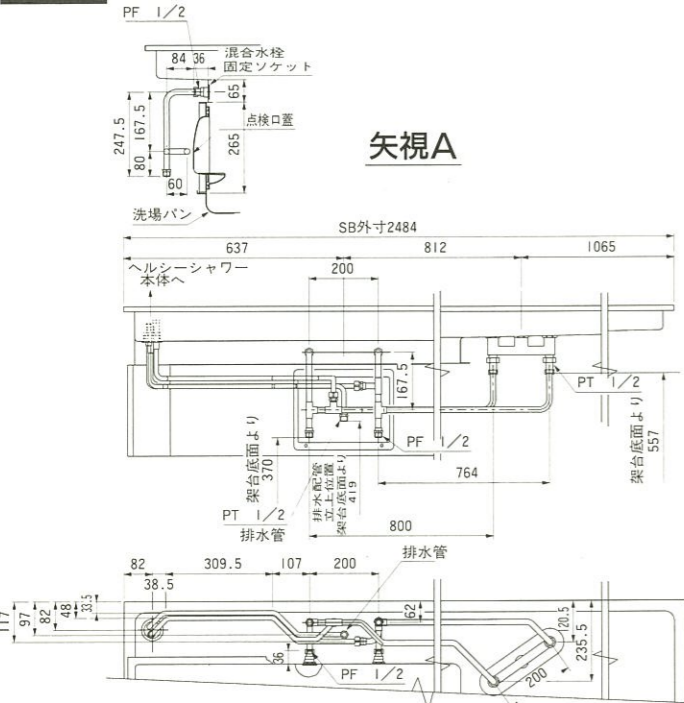 PF 1/2
84
36
混合水栓
固定ソケット
65
247.5
167.5
80
点検口蓋
265
60
洗場パン
矢視A
SB外寸2484
637
812
1065
ヘルシーシャワー
本体へ
200
167.5
PT 1/2
PF 1/2
架台底面より
370
排水配管
立上位置
架台底面より
419
764
架台底面より
557
PT 1/2
排水管
800
排水管
82
309.5
107
200
38.5
117
97
82
48
33.5
62
120.5
235.5
36
PF 1/2
200